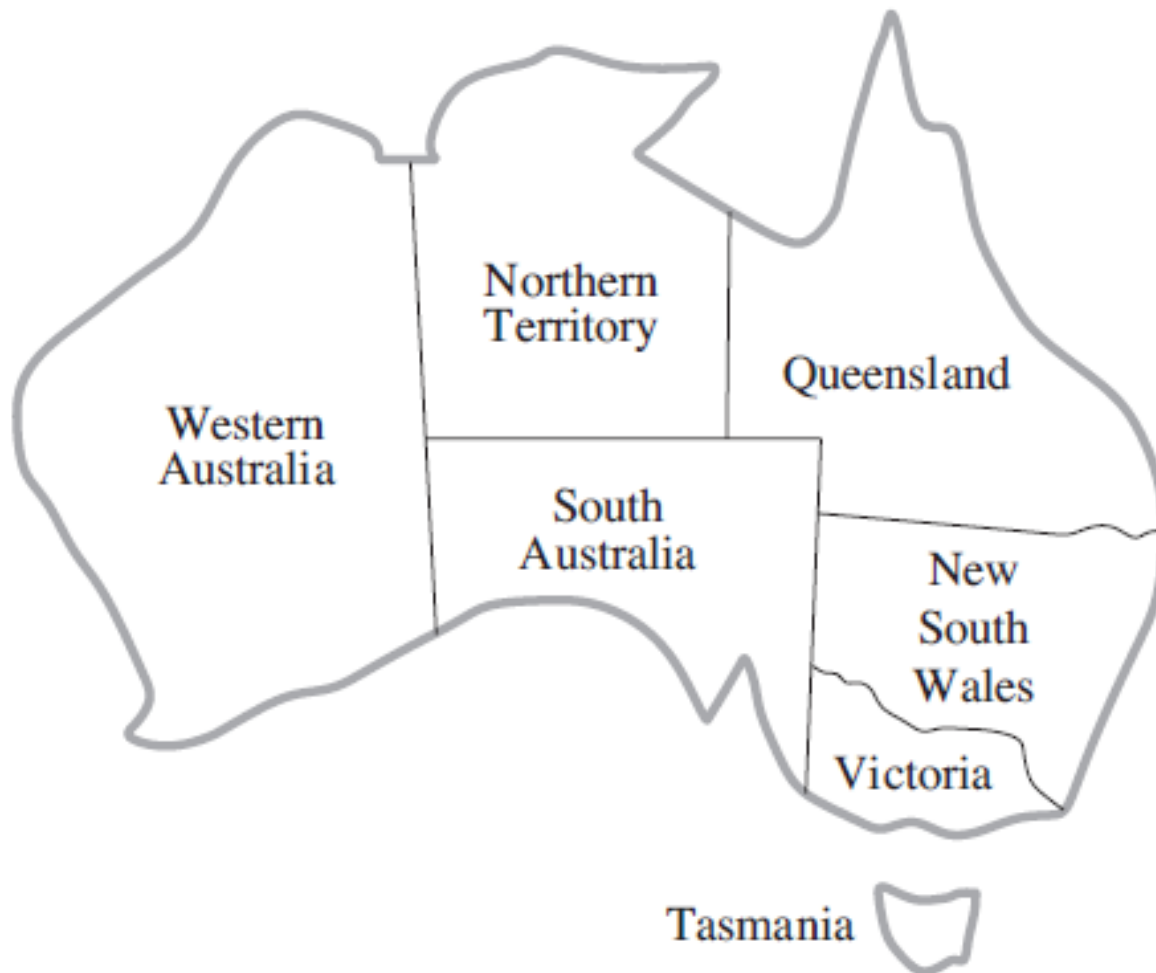 Northern
Territory
Queensland
Western
Australia
South
Australia
New
South
Wales
Victoria
Tasmania